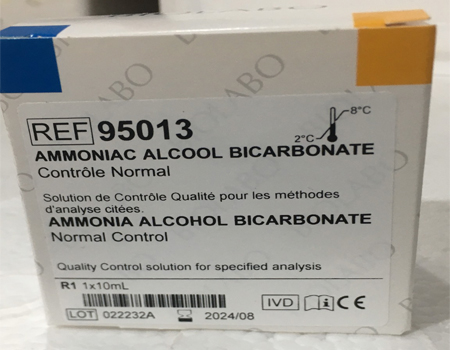 BIOLABO
REF 95013
8°C
2°C
AMMONIAC ALCOOL BICARBONATE
Contrôle Normal
Solution de Contrôle Qualité pour les méthodes
d'analyse citées.
AMMONIA ALCOHOL BICARBONATE
Normal Control
Quality Control solution for specified analysis
R1 1x10mL
IVD i CE
LOT 022232A 2024/08